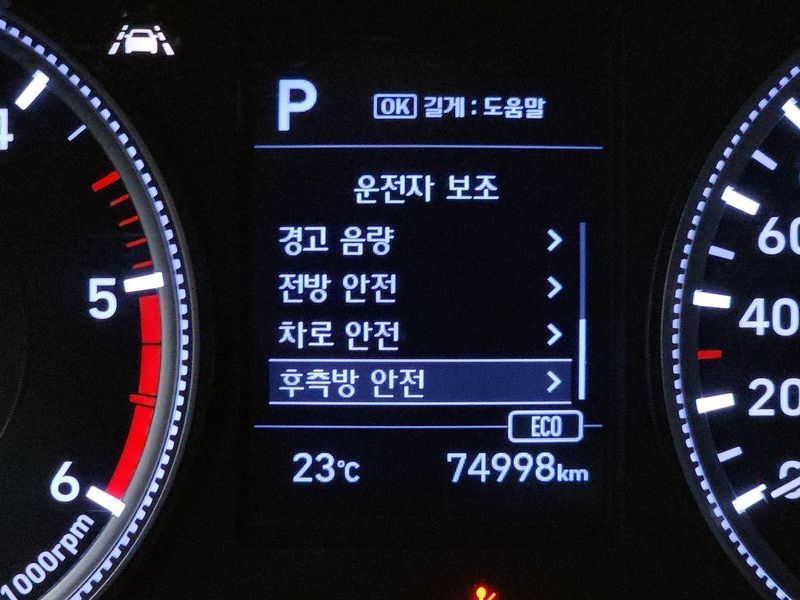 P
OK 길게 : 도움말
운전자 보조
경고 음량
전방 안전
차로 안전
후측방 안전
ECO
23℃
74998km
4
5
6
1000rpm
60
40
20
0